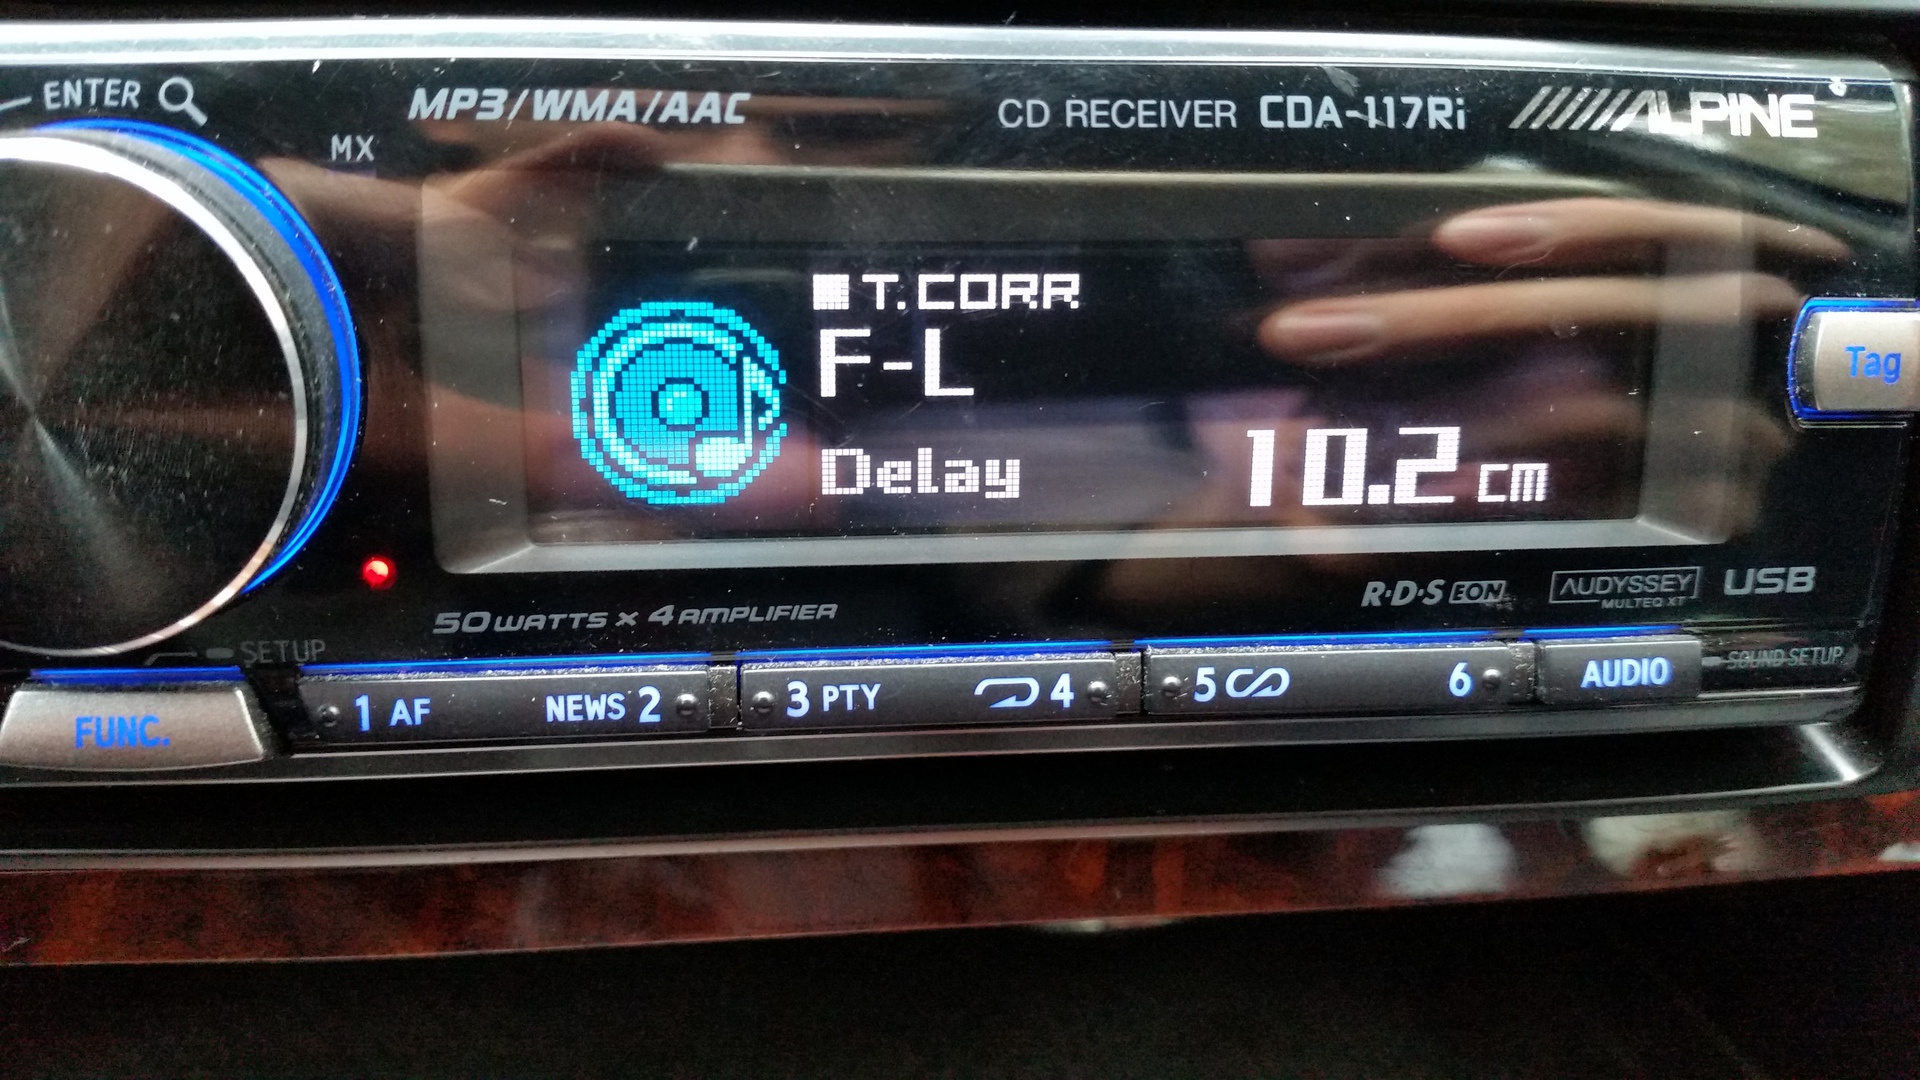 ENTER
MP3/WMA/AAC
CD RECEIVER CDA-117Ri
ALPINE
MX
T.CORR
F-L
Delay 10.2 cm
Tag
50 WATTS x 4 AMPLIFIER
R·D·S EON
AUDYSSEY
MULTEQ XT
USB
SETUP
SOUND SETUP
FUNC.
1 AF
NEWS 2
3 PTY
4
5
6
AUDIO